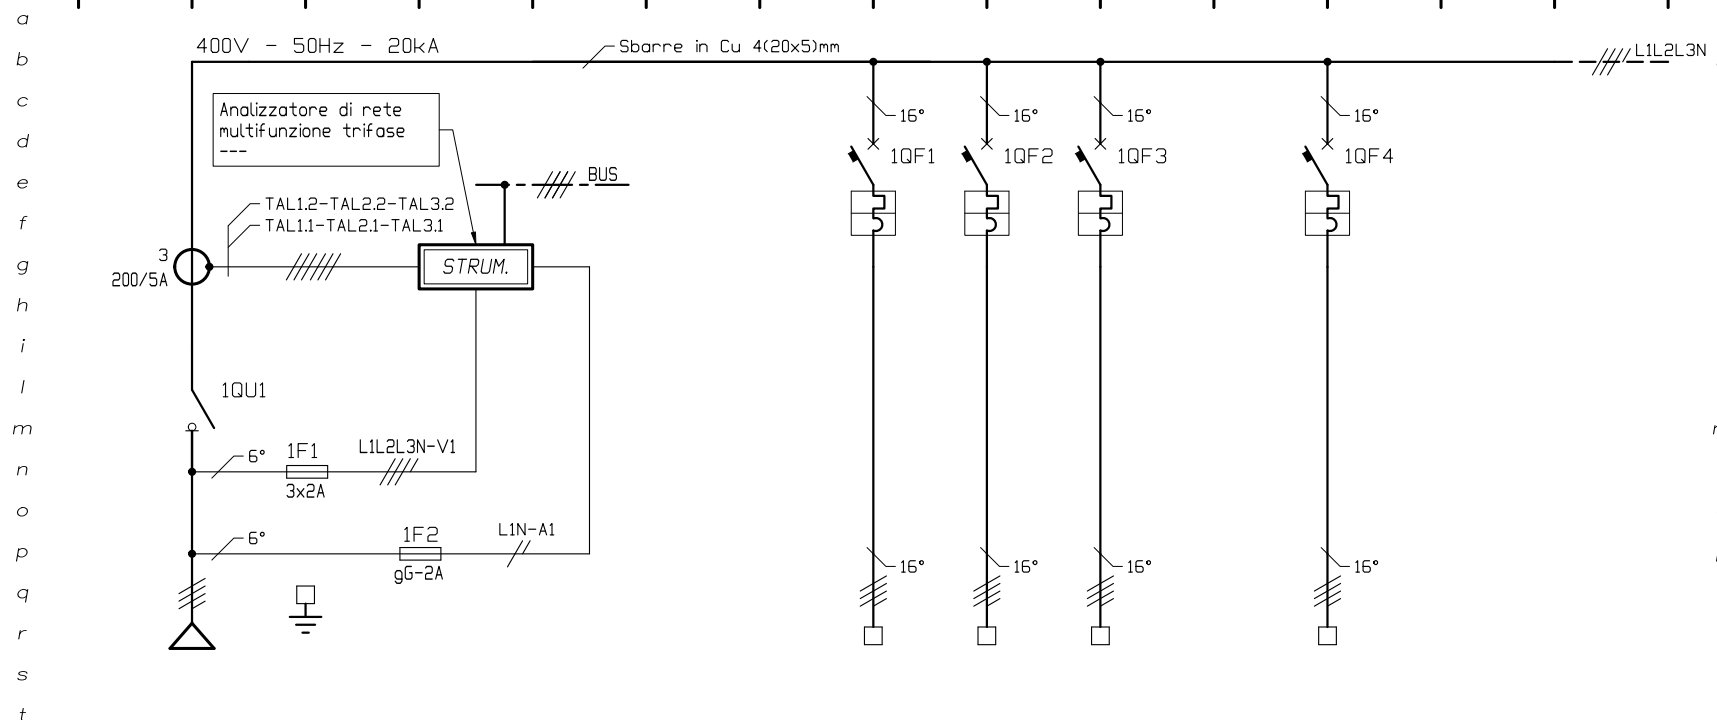 a
400V - 50Hz - 20kA
Sbarre in Cu 4(20x5)mm
L1L2L3N
b
c
Analizzatore di rete
multifunzione trifase
---
16°
16°
16°
16°
d
1QF1
1QF2
1QF3
1QF4
e
BUS
TAL1.2-TAL2.2-TAL3.2
f
TAL1.1-TAL2.1-TAL3.1
3
200/5A
g
STRUM.
h
i
l
1QU1
m
1F1
L1L2L3N-V1
6°
n
3x2A
o
1F2
L1N-A1
6°
p
gG-2A
16°
16°
16°
16°
q
r
s
t